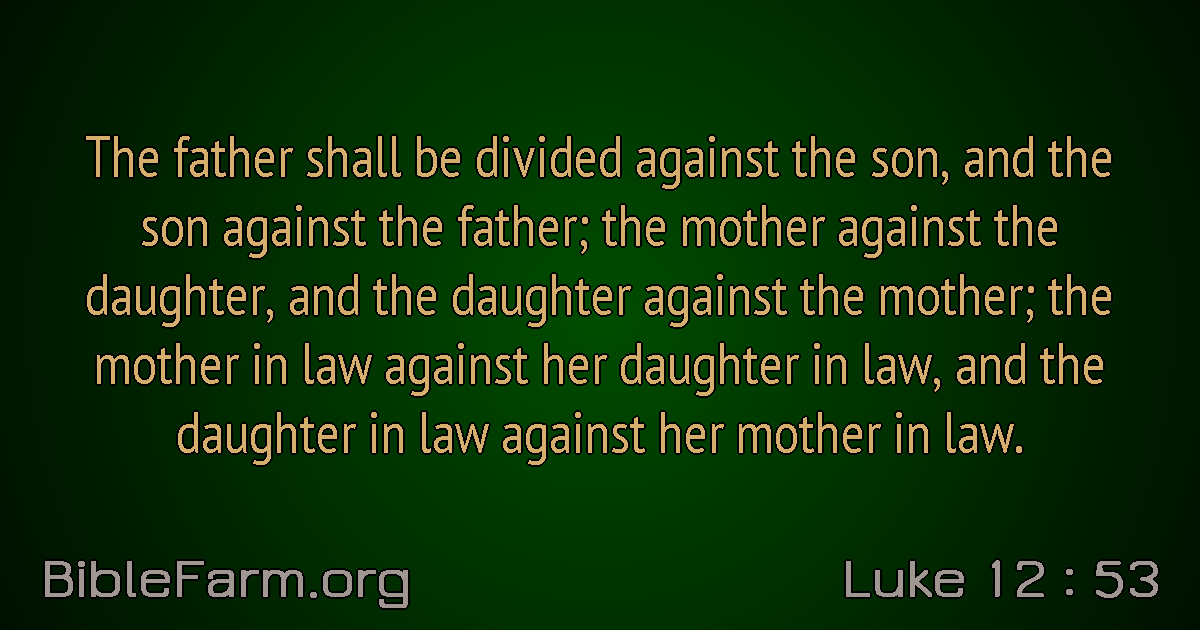 The father shall be divided against the son, and the
son against the father; the mother against the
daughter, and the daughter against the mother; the
mother in law against her daughter in law, and the
daughter in law against her mother in law.
BibleFarm.org
Luke 12 : 53